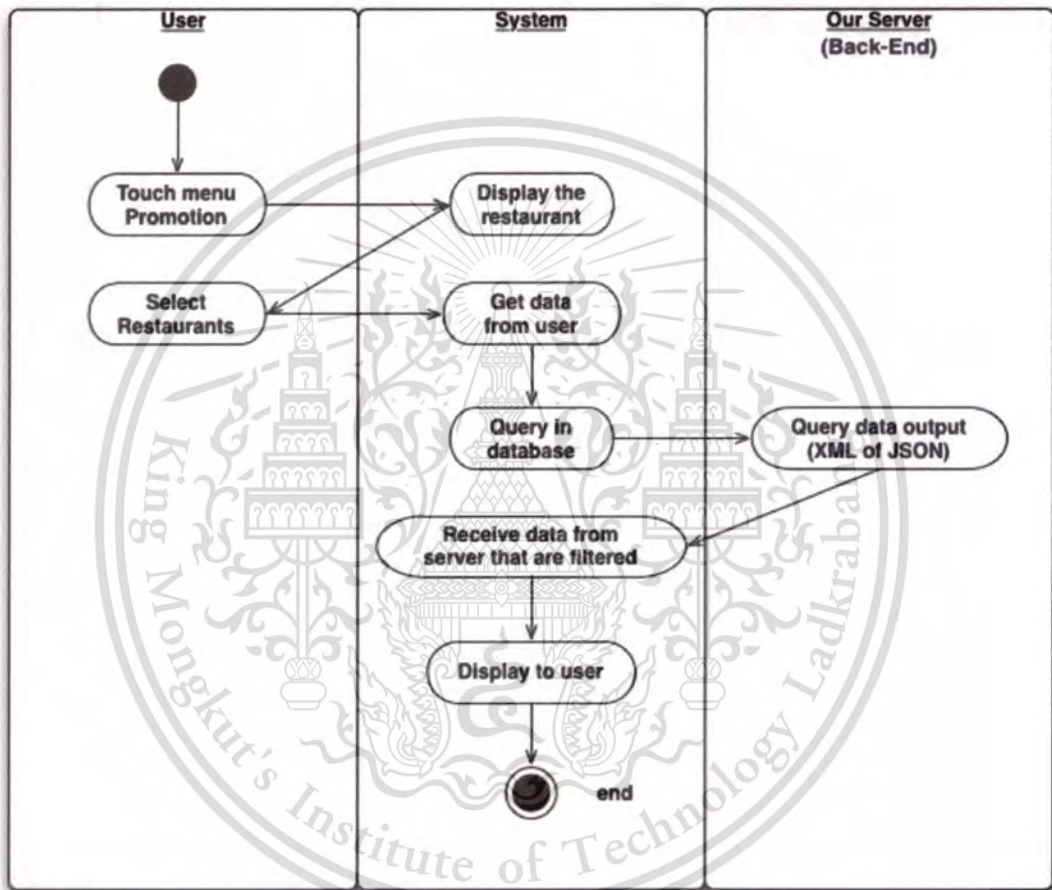 User
System
Our Server
(Back-End)
Touch menu
Promotion
Display the
restaurant
Select
Restaurants
Get data
from user
Query in
database
Query data output
(XML of JSON)
Receive data from
server that are filtered
Display to user
end
King Mongkut's Institute of Technology Ladkrabang